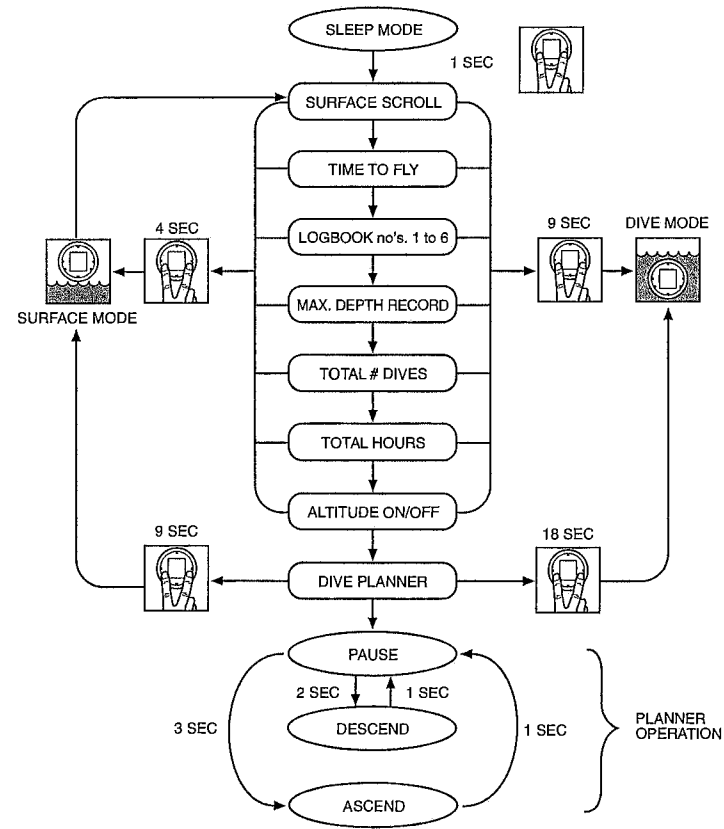 SLEEP MODE
1 SEC
SURFACE SCROLL
TIME TO FLY
4 SEC
LOGBOOK no's. 1 to 6
9 SEC
DIVE MODE
SURFACE MODE
MAX. DEPTH RECORD
TOTAL # DIVES
TOTAL HOURS
ALTITUDE ON/OFF
9 SEC
18 SEC
DIVE PLANNER
PAUSE
2 SEC
1 SEC
DESCEND
3 SEC
1 SEC
PLANNER
OPERATION
ASCEND